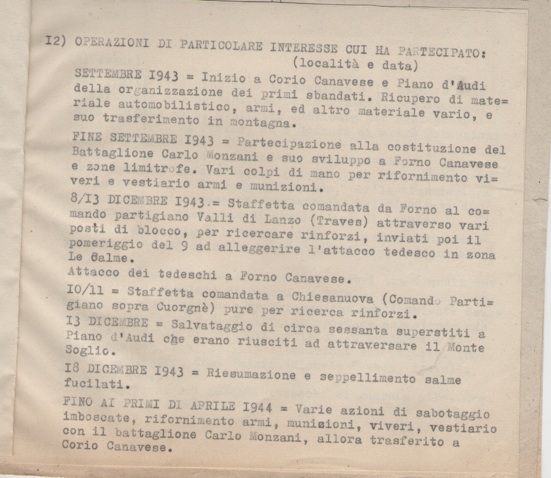 I2) OPERAZIONI DI PARTICOLARE INTERESSE CUI HA PARTECIPATO:
(località e data)
SETTEMBRE I943 = Inizio a Corio Canavese e Piano d'Audi
della organizzazione dei primi sbandati. Ricupero di mate=
riale automobilistico, armi, ed altro materiale vario, e
suo trasferimento in montagna.
FINE SETTEMBRE I943 = Partecipazione alla costituzione del
Battaglione Carlo Monzani e suo sviluppo a Forno Canavese
e zone limitrofe. Vari colpi di mano per rifornimento vi=
veri e vestiario armi e munizioni.
8/I3 DICEMBRE I943.= Staffetta comandata da Forno al co=
mando partigiano Valli di Lanzo (Traves) attraverso vari
posti di blocco, per ricercare rinforzi, inviati poi il
pomeriggio del 9 ad alleggerire l'attacco tedesco in zona
Le Balme.
Attacco dei tedeschi a Forno Canavese.
IO/II = Staffetta comandata a Chiesanuova (Comando Parti=
giano sopra Cuorgnè) pure per ricerca rinforzi.
I3 DICEMBRE = Salvataggio di circa sessanta superstiti a
Piano d'Audi che erano riusciti ad attraversare il Monte
Soglio.
I8 DICEMBRE I943 = Riesumazione e seppellimento salme
fucilati.
FINO AI PRIMI DI APRILE I944 = Varie azioni di sabotaggio
imboscate, rifornimento armi, munizioni, viveri, vestiario
con il battaglione Carlo Monzani, allora trasferito a
Corio Canavese.